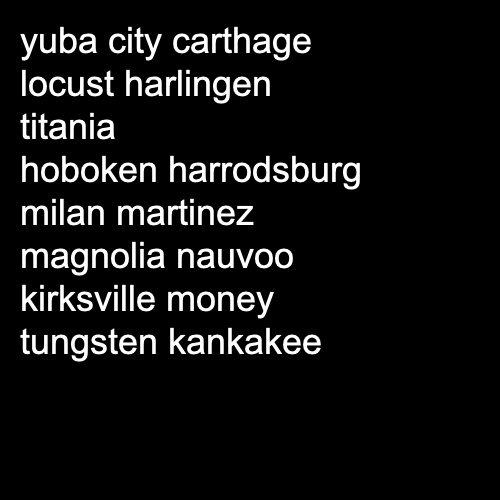 yuba city carthage
locust harlingen
titania
hoboken harrodsburg
milan martinez
magnolia nauvoo
kirksville money
tungsten kankakee